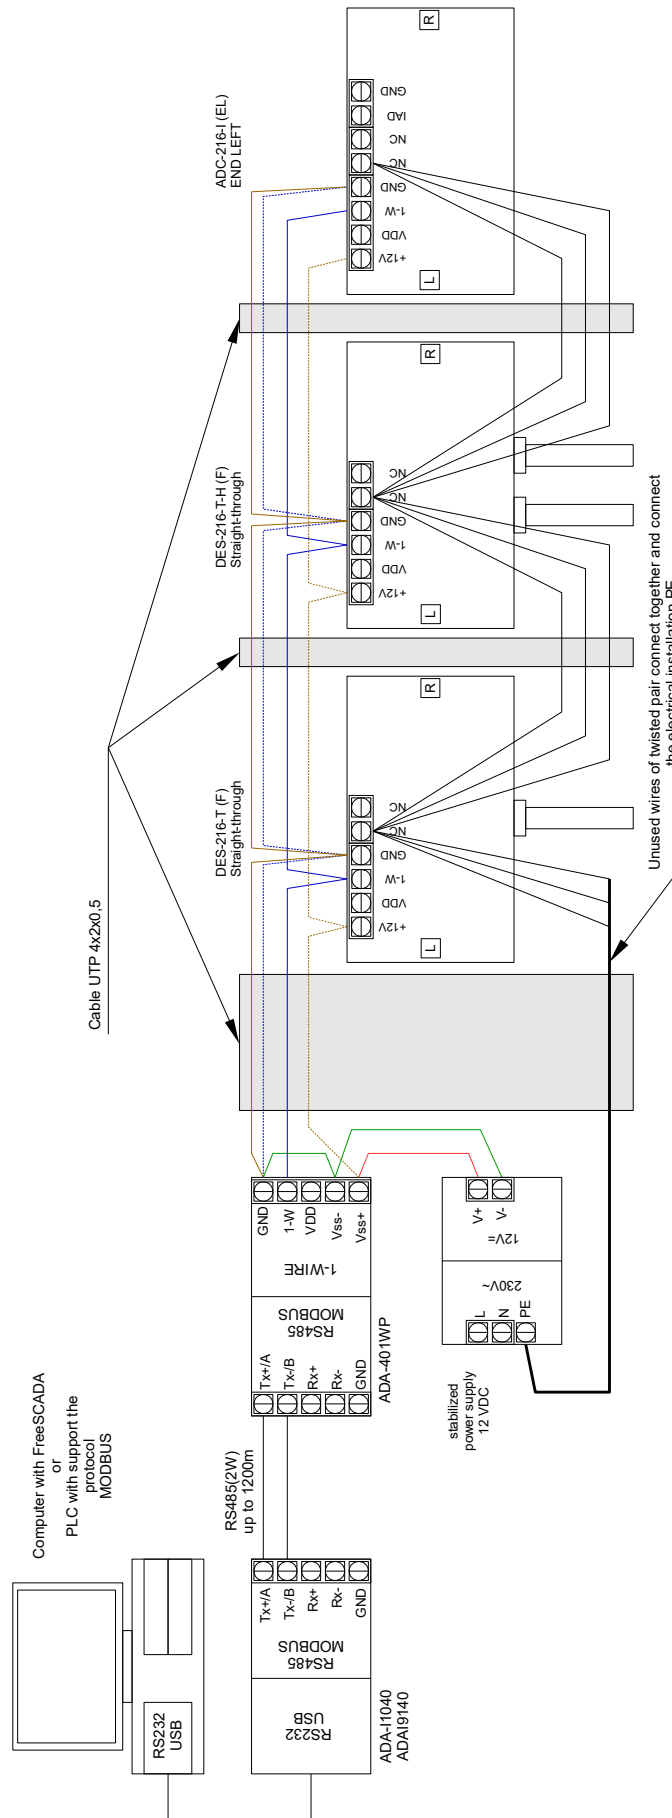 Computer with FreeSCADA
or
PLC with support the
protocol
MODBUS
RS232
USB
ADA-I1040
ADAI9140
RS232
USB
RS485
MODBUS
Tx+/A
Tx-/B
Rx+
Rx-
GND
RS485(2W)
up to 1200m
Tx+/A
Tx-/B
Rx+
Rx-
GND
RS485
MODBUS
1-WIRE
GND
1-W
VDD
Vss-
Vss+
ADA-401WP
stabilized
power supply
12 VDC
L
N
PE
230V~
12V=
V+
V-
Cable UTP 4x2x0,5
DES-216-T (F)
Straight-through
L
+12V
VDD
1-W
GND
NC
NC
R
DES-216-T-H (F)
Straight-through
L
+12V
VDD
1-W
GND
NC
NC
R
ADC-216-I (EL)
END LEFT
L
+12V
VDD
1-W
GND
NC
NC
IAD
GND
R
Unused wires of twisted pair connect together and connect
the electrical installation PE